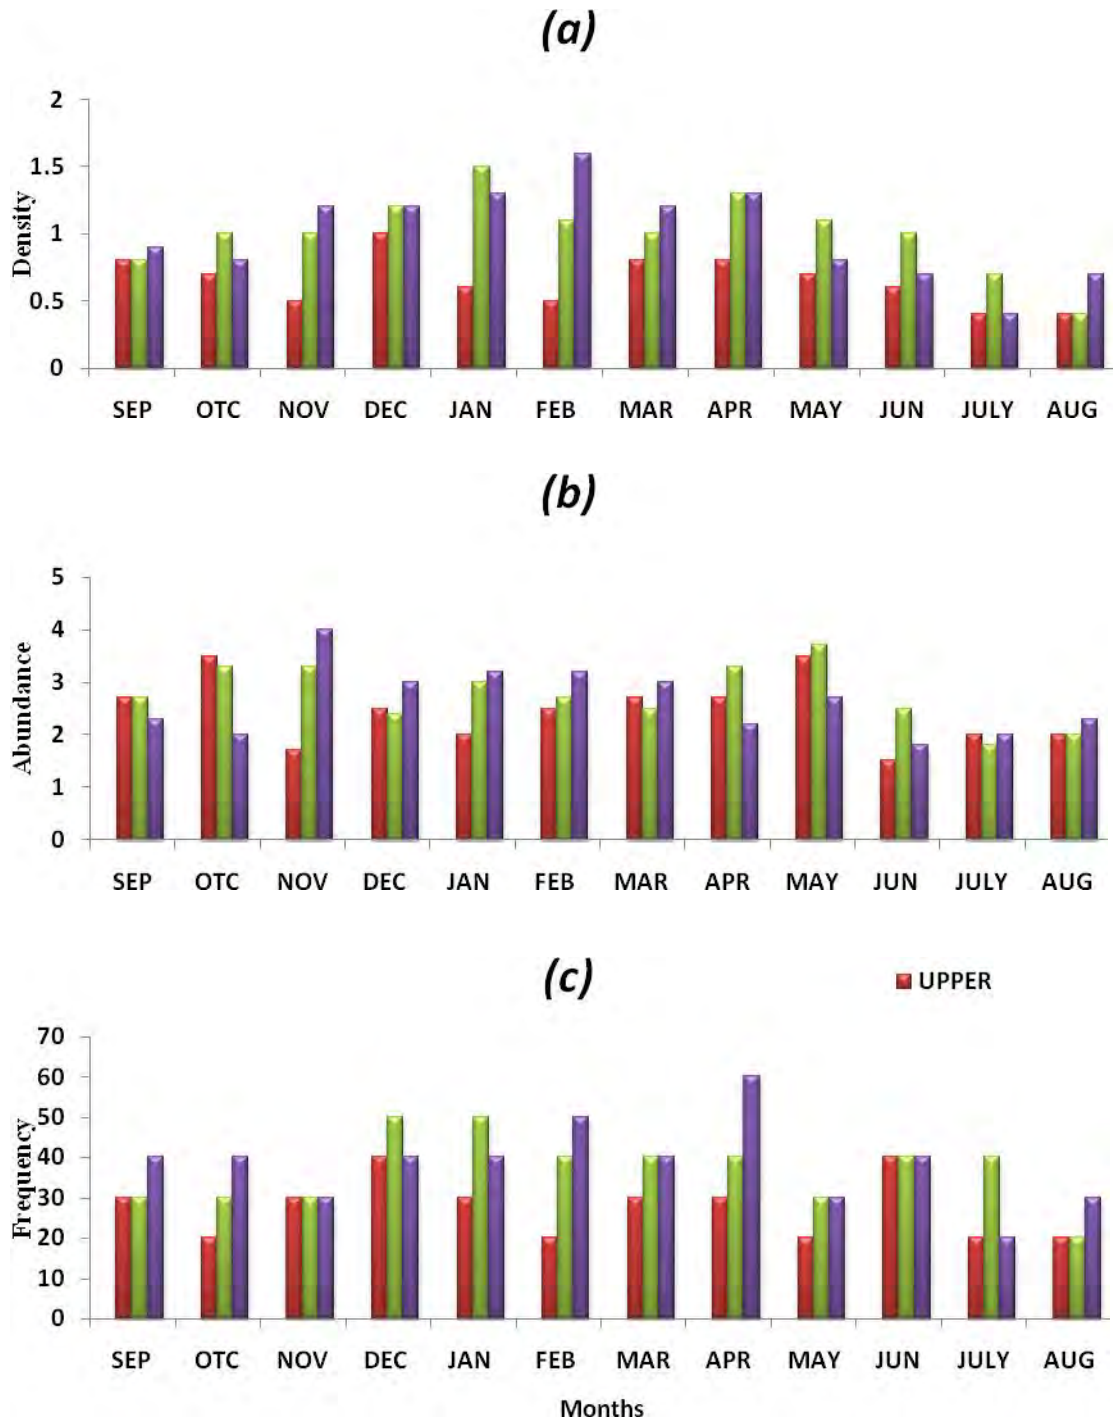 (a)
2
1.5
1
0.5
0
Density
SEP OTC NOV DEC JAN FEB MAR APR MAY JUN JULY AUG
(b)
5
4
3
2
1
0
Abundance
SEP OTC NOV DEC JAN FEB MAR APR MAY JUN JULY AUG
(c)
UPPER
70
60
50
40
30
20
10
0
Frequency
SEP OTC NOV DEC JAN FEB MAR APR MAY JUN JULY AUG
Months